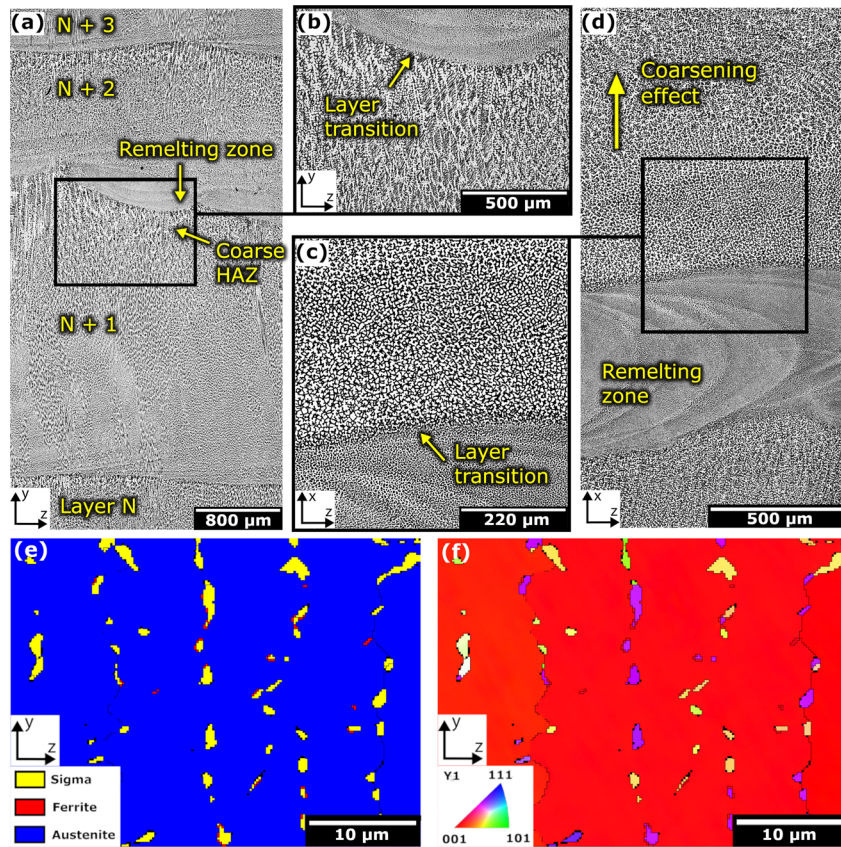 (a)
N + 3
N + 2
Remelting zone
Coarse
HAZ
N + 1
Layer N
y
z
800 µm
(b)
Layer
transition
y
z
500 µm
(c)
Layer
transition
x
z
220 µm
(d)
Coarsening
effect
Remelting
zone
x
z
500 µm
(e)
y
z
Sigma
Ferrite
Austenite
10 µm
(f)
y
z
Y1
111
001
101
10 µm